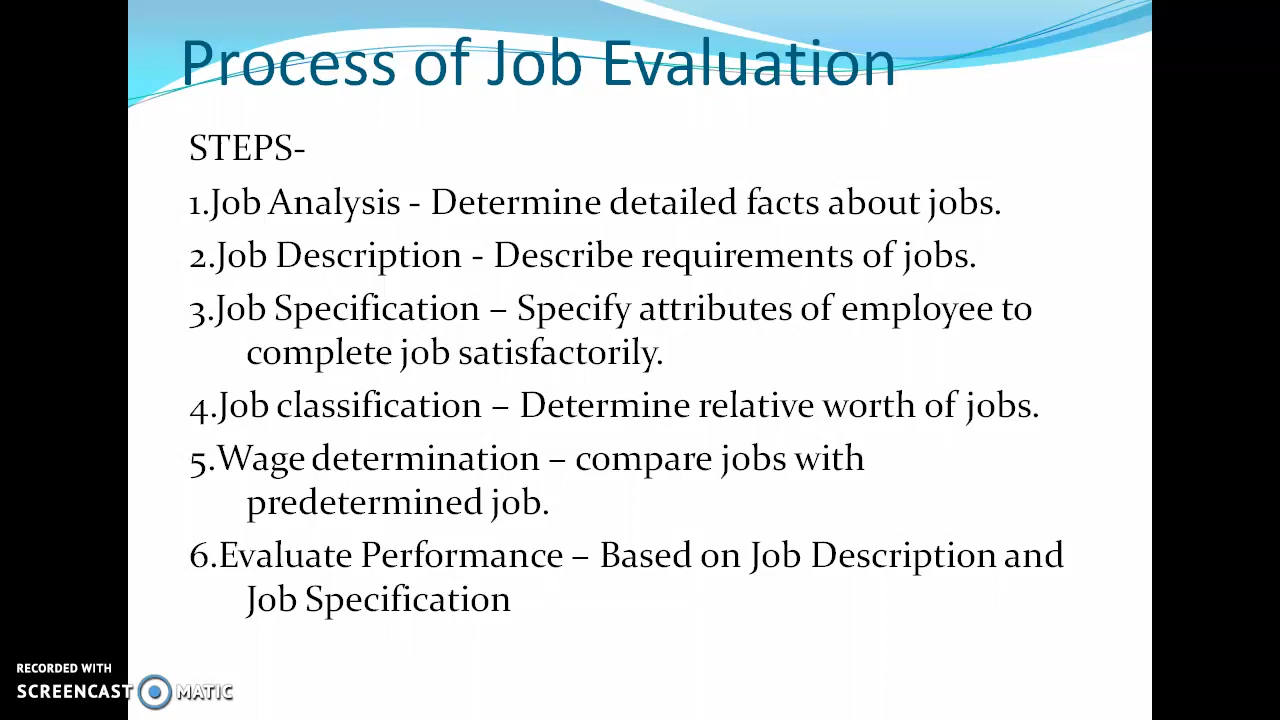 Process of Job Evaluation
STEPS-
1.Job Analysis - Determine detailed facts about jobs.
2.Job Description - Describe requirements of jobs.
3.Job Specification – Specify attributes of employee to
complete job satisfactorily.
4.Job classification – Determine relative worth of jobs.
5.Wage determination – compare jobs with
predetermined job.
6.Evaluate Performance – Based on Job Description and
Job Specification
RECORDED WITH
SCREENCAST MATIC